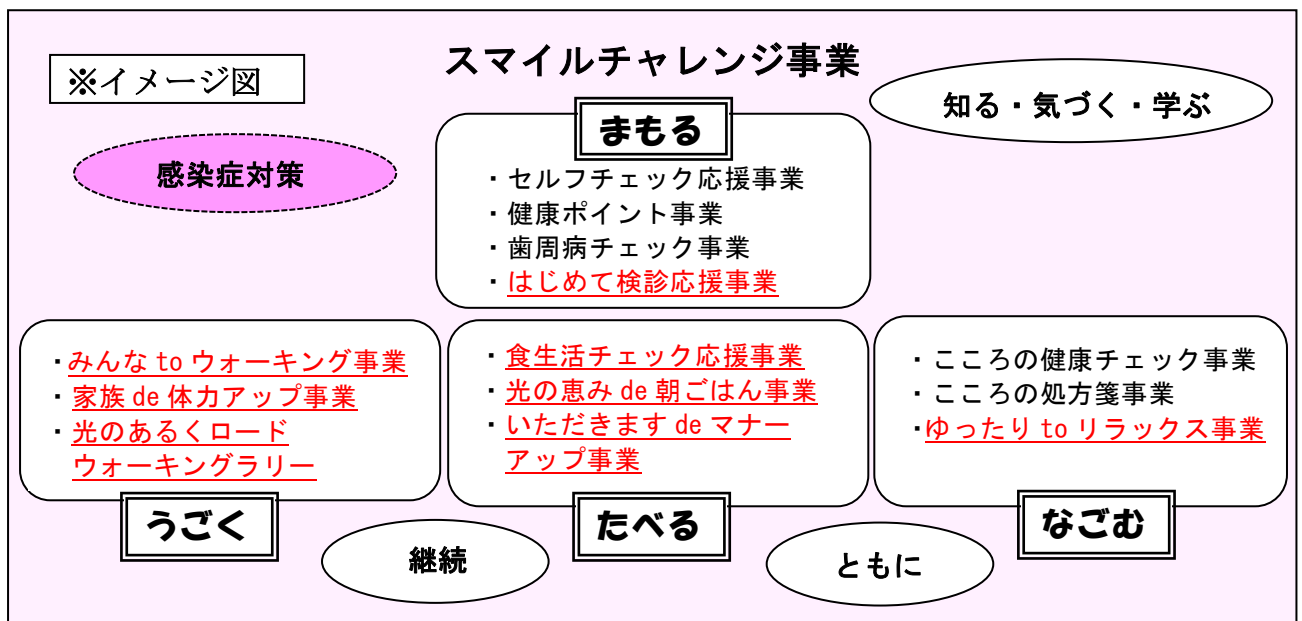 スマイルチャレンジ事業
※イメージ図
知る・気づく・学ぶ
感染症対策
まもる
・セルフチェック応援事業
・健康ポイント事業
・歯周病チェック事業
・はじめて検診応援事業
・みんな to ウォーキング事業
・家族 de 体力アップ事業
・光のあるくロード
ウォーキングラリー
うごく
・食生活チェック応援事業
・光の恵み de 朝ごはん事業
・いただきます de マナー
アップ事業
たべる
・こころの健康チェック事業
・こころの処方箋事業
・ゆったり to リラックス事業
なごむ
継続
ともに